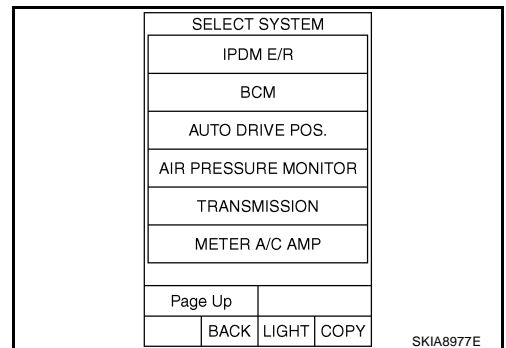 SELECT SYSTEM
IPDM E/R
BCM
AUTO DRIVE POS.
AIR PRESSURE MONITOR
TRANSMISSION
METER A/C AMP
Page Up
BACK LIGHT COPY
SKIA8977E